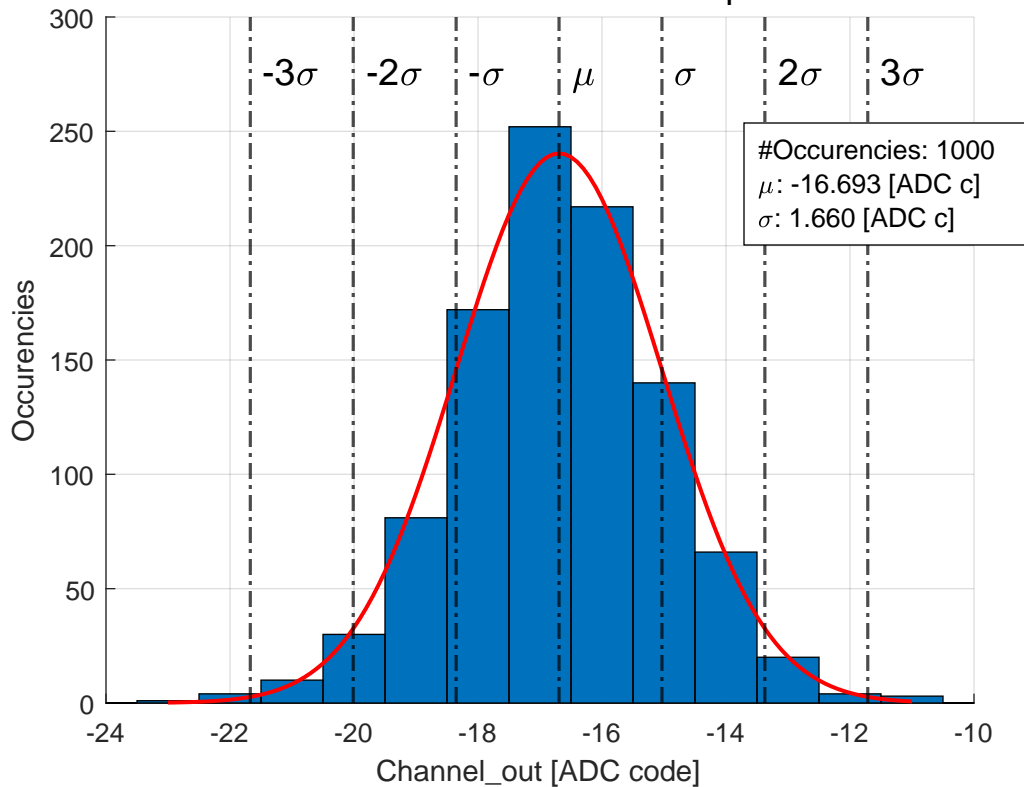 300
250
200
150
100
50
0
-3σ -2σ -σ μ σ 2σ 3σ
#Occurencies: 1000
μ: -16.693 [ADC c]
σ: 1.660 [ADC c]
Occurencies
-24 -22 -20 -18 -16 -14 -12 -10
Channel_out [ADC code]